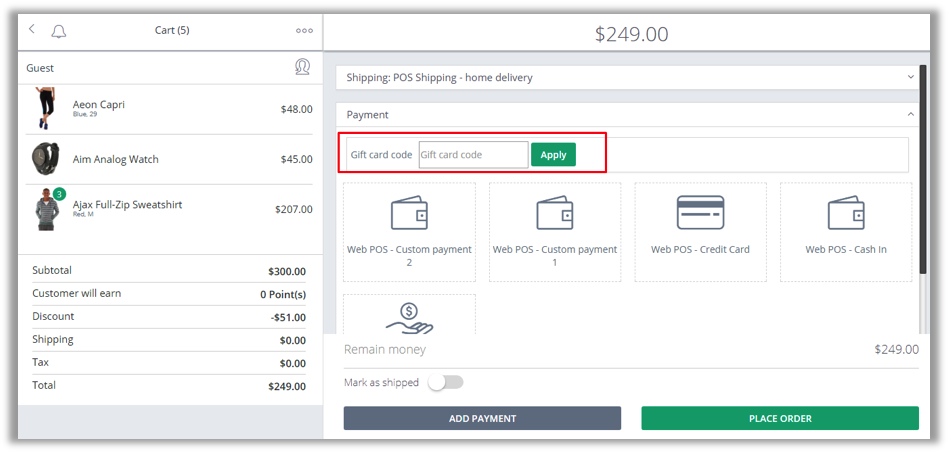 Cart (5)
$249.00
Guest
Aeon Capri
Blue, 29
$48.00
Aim Analog Watch
$45.00
3
Ajax Full-Zip Sweatshirt
Red, M
$207.00
Subtotal $300.00
Customer will earn 0 Point(s)
Discount -$51.00
Shipping $0.00
Tax $0.00
Total $249.00
Shipping: POS Shipping - home delivery
Payment
Gift card code Gift card code Apply
Web POS - Custom payment
2
Web POS - Custom payment
1
Web POS - Credit Card
Web POS - Cash In
Remain money $249.00
Mark as shipped
ADD PAYMENT PLACE ORDER